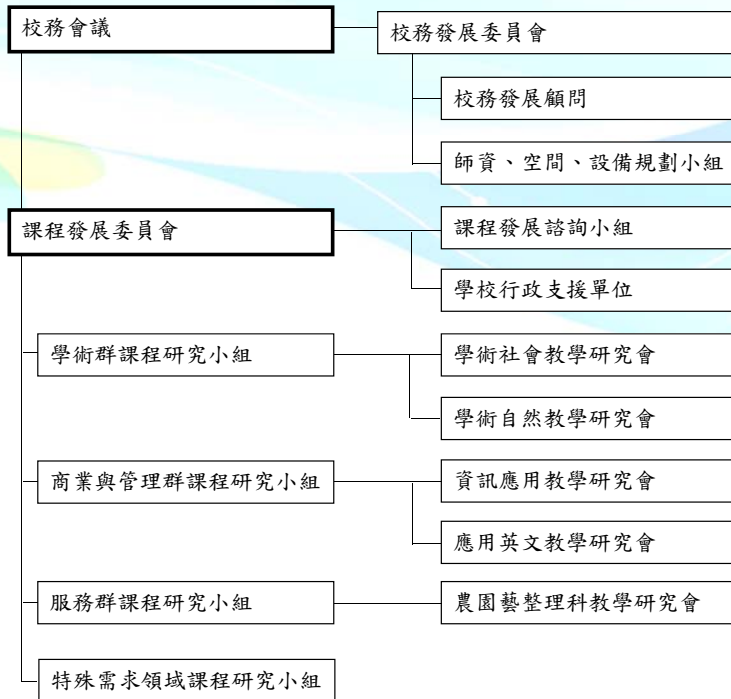 校務會議
校務發展委員會
校務發展顧問
師資、空間、設備規劃小組
課程發展委員會
課程發展諮詢小組
學校行政支援單位
學術群課程研究小組
學術社會教學研究會
學術自然教學研究會
商業與管理群課程研究小組
資訊應用教學研究會
應用英文教學研究會
服務群課程研究小組
農園藝整理科教學研究會
特殊需求領域課程研究小組